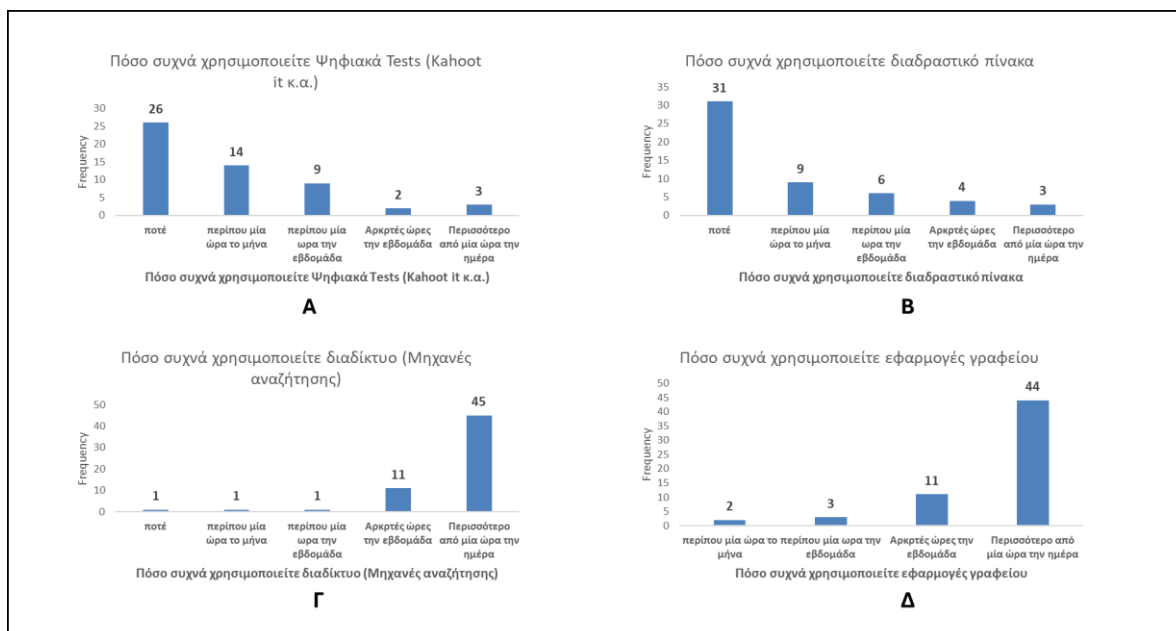 Πόσο συχνά χρησιμοποιείτε Ψηφιακά Tests (Kahoot
it κ.α.)
Frequency
30
25
20
15
10
5
0
26
14
9
2
3
ποτέ
περίπου μία
ώρα το μήνα
περίπου μία
ωρα την
εβδομάδα
Αρκρτές ώρες
την εβδομάδα
Περισσότερο
από μία ώρα την
ημέρα
Πόσο συχνά χρησιμοποιείτε Ψηφιακά Tests (Kahoot it κ.α.)
Α
Πόσο συχνά χρησιμοποιείτε διαδραστικό πίνακα
Frequency
35
30
25
20
15
10
5
0
31
9
6
4
3
ποτέ
περίπου μία
ώρα το μήνα
περίπου μία
ωρα την
εβδομάδα
Αρκρτές ώρες
την εβδομάδα
Περισσότερο
από μία ώρα την
ημέρα
Πόσο συχνά χρησιμοποιείτε διαδραστικό πίνακα
Β
Πόσο συχνά χρησιμοποιείτε διαδίκτυο (Μηχανές
αναζήτησης)
Frequency
50
40
30
20
10
0
1
1
1
11
45
ποτέ
περίπου μία
ώρα το μήνα
περίπου μία
ωρα την
εβδομάδα
Αρκρτές ώρες
την εβδομάδα
Περισσότερο
από μία ώρα την
ημέρα
Πόσο συχνά χρησιμοποιείτε διαδίκτυο (Μηχανές αναζήτησης)
Γ
Πόσο συχνά χρησιμοποιείτε εφαρμογές γραφείου
Frequency
50
45
40
35
30
25
20
15
10
5
0
2
3
11
44
περίπου μία ώρα το
μήνα
περίπου μία ωρα την
εβδομάδα
Αρκρτές ώρες την
εβδομάδα
Περισσότερο από
μία ώρα την ημέρα
Πόσο συχνά χρησιμοποιείτε εφαρμογές γραφείου
Δ